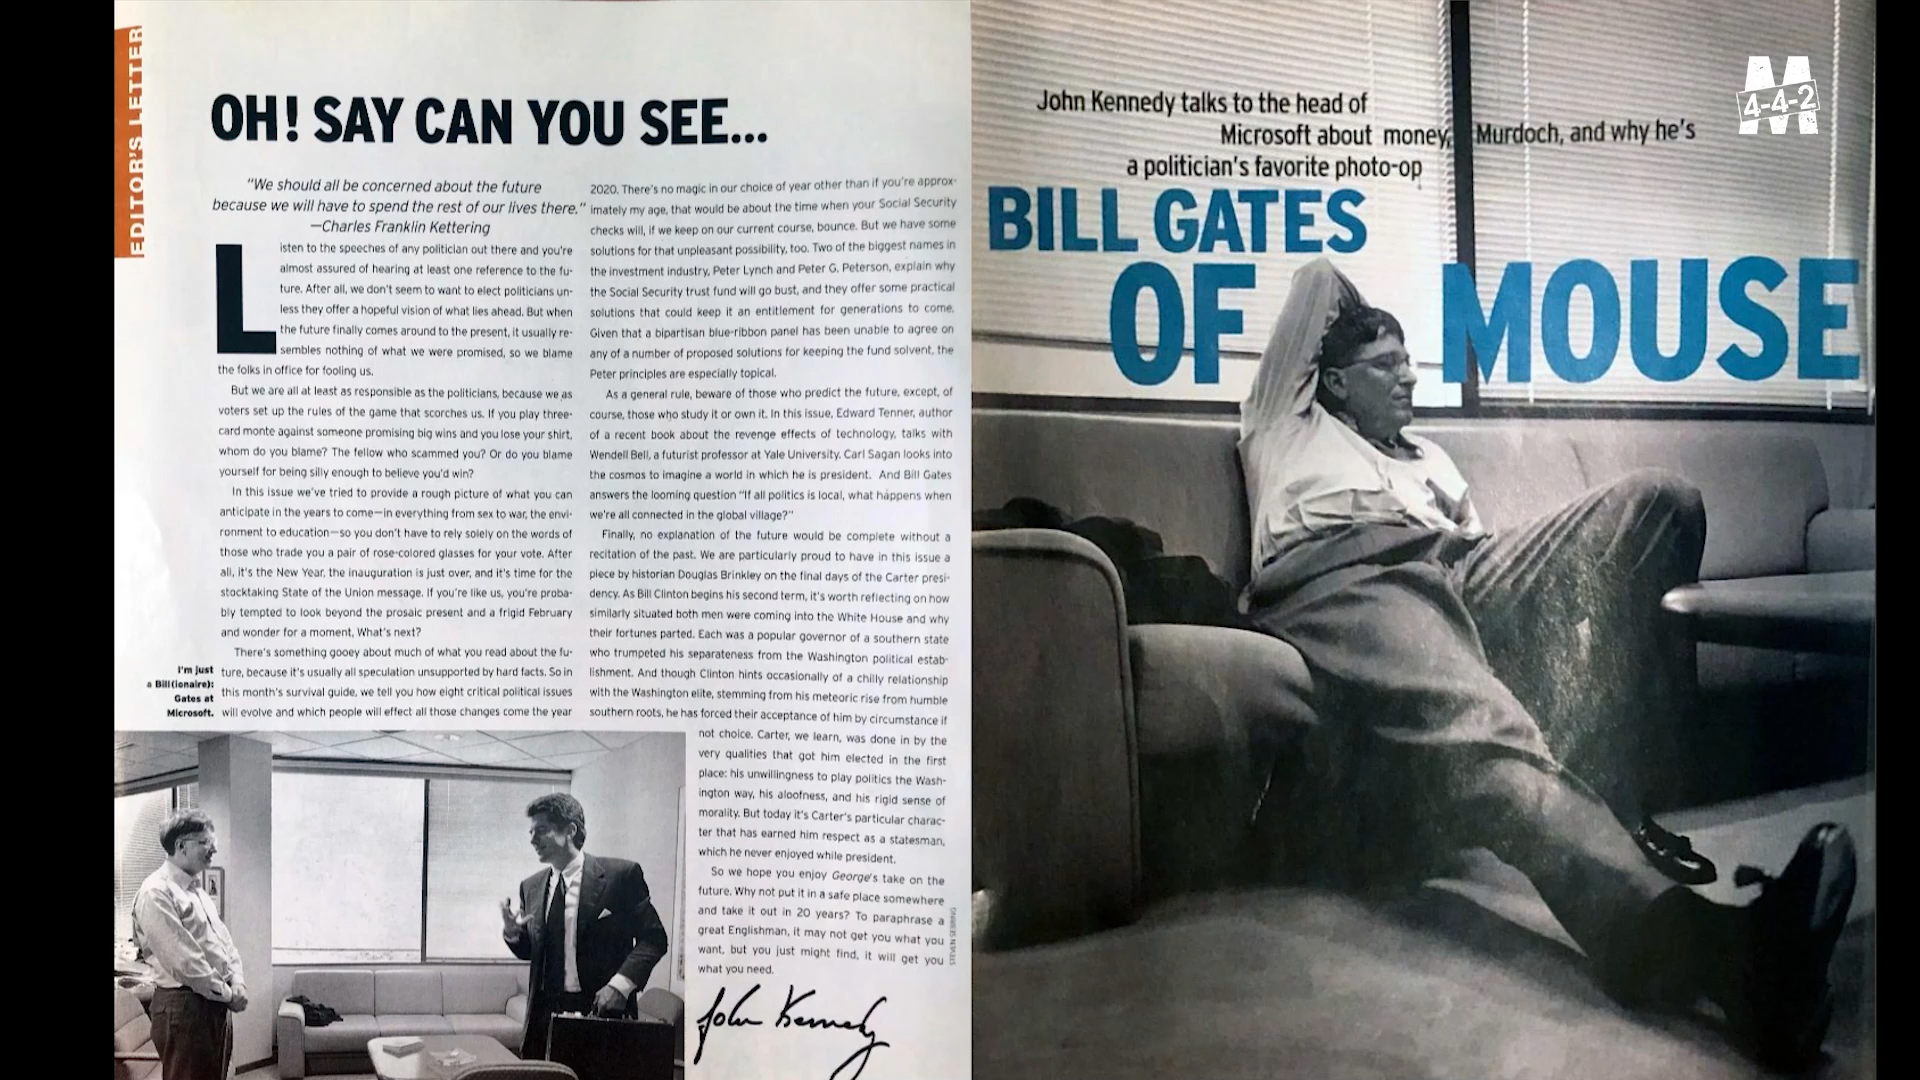 EDITOR'S LETTER
OH! SAY CAN YOU SEE...
"We should all be concerned about the future
because we will have to spend the rest of our lives there."
—Charles Franklin Kettering
Listen to the speeches of any politician out there and you're
almost assured of hearing at least one reference to the fu-
ture. After all, we don't seem to want to elect politicians un-
less they offer a hopeful vision of what lies ahead. But when
the future finally comes around to the present, it usually re-
sembles nothing of what we were promised, so we blame
the folks in office for fooling us.
But we are all at least as responsible as the politicians, because we as
voters set up the rules of the game that scorches us. If you play three-
card monte against someone promising big wins and you lose your shirt,
whom do you blame? The fellow who scammed you? Or do you blame
yourself for being silly enough to believe you'd win?
In this issue we've tried to provide a rough picture of what you can
anticipate in the years to come—in everything from sex to war, the envi-
ronment to education—so you don't have to rely solely on the words of
those who trade you a pair of rose-colored glasses for your vote. After
all, it's the New Year, the inauguration is just over, and it's time for the
stocktaking State of the Union message. If you're like us, you're proba-
bly tempted to look beyond the prosaic present and a frigid February
and wonder for a moment, What's next?
There's something gooey about much of what you read about the fu-
ture, because it's usually all speculation unsupported by hard facts. So in
this month's survival guide, we tell you how eight critical political issues
will evolve and which people will effect all those changes come the year
I'm just
a Bill(ionaire):
Gates at
Microsoft.
2020. There's no magic in our choice of year other than if you're approx-
imately my age, that would be about the time when your Social Security
checks will, if we keep on our current course, bounce. But we have some
solutions for that unpleasant possibility, too. Two of the biggest names in
the investment industry, Peter Lynch and Peter G. Peterson, explain why
the Social Security trust fund will go bust, and they offer some practical
solutions that could keep it an entitlement for generations to come.
Given that a bipartisan blue-ribbon panel has been unable to agree on
any of a number of proposed solutions for keeping the fund solvent, the
Peter principles are especially topical.
As a general rule, beware of those who predict the future, except, of
course, those who study it or own it. In this issue, Edward Tenner, author
of a recent book about the revenge effects of technology, talks with
Wendell Bell, a futurist professor at Yale University. Carl Sagan looks into
the cosmos to imagine a world in which he is president. And Bill Gates
answers the looming question "If all politics is local, what happens when
we're all connected in the global village?"
Finally, no explanation of the future would be complete without a
recitation of the past. We are particularly proud to have in this issue a
piece by historian Douglas Brinkley on the final days of the Carter presi-
dency. As Bill Clinton begins his second term, it's worth reflecting on how
similarly situated both men were coming into the White House and why
their fortunes parted. Each was a popular governor of a southern state
who trumpeted his separateness from the Washington political estab-
lishment. And though Clinton hints occasionally of a chilly relationship
with the Washington elite, stemming from his meteoric rise from humble
southern roots, he has forced their acceptance of him by circumstance if
not choice. Carter, we learn, was done in by the
very qualities that got him elected in the first
place: his unwillingness to play politics the Wash-
ington way, his aloofness, and his rigid sense of
morality. But today it's Carter's particular charac-
ter that has earned him respect as a statesman,
which he never enjoyed while president.
So we hope you enjoy George's take on the
future. Why not put it in a safe place somewhere
and take it out in 20 years? To paraphrase a
great Englishman, it may not get you what you
want, but you just might find, it will get you
what you need.
John Kennedy
John Kennedy talks to the head of
Microsoft about money, Murdoch, and why he's
a politician's favorite photo-op
BILL GATES
OF MOUSE
M
4-4-2